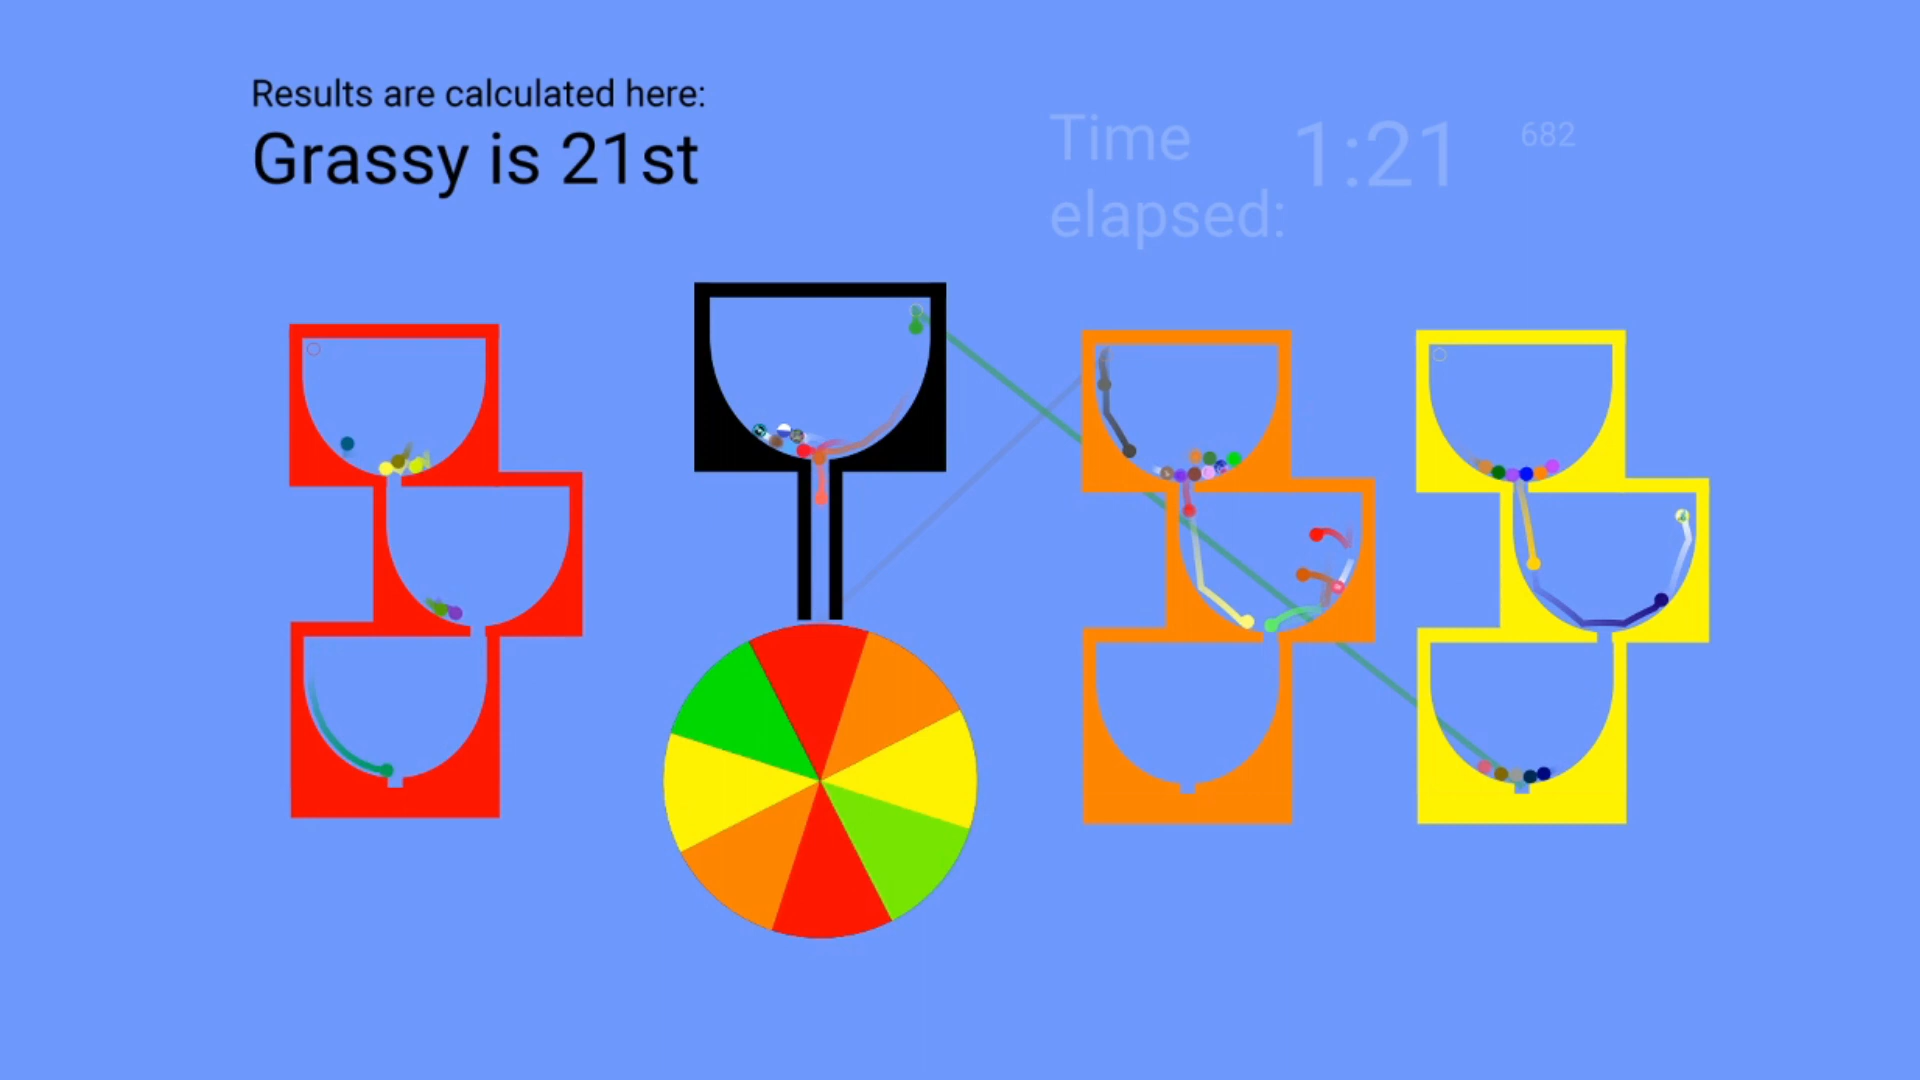 Results are calculated here:
Grassy is 21st
Time
elapsed:
1:21
682